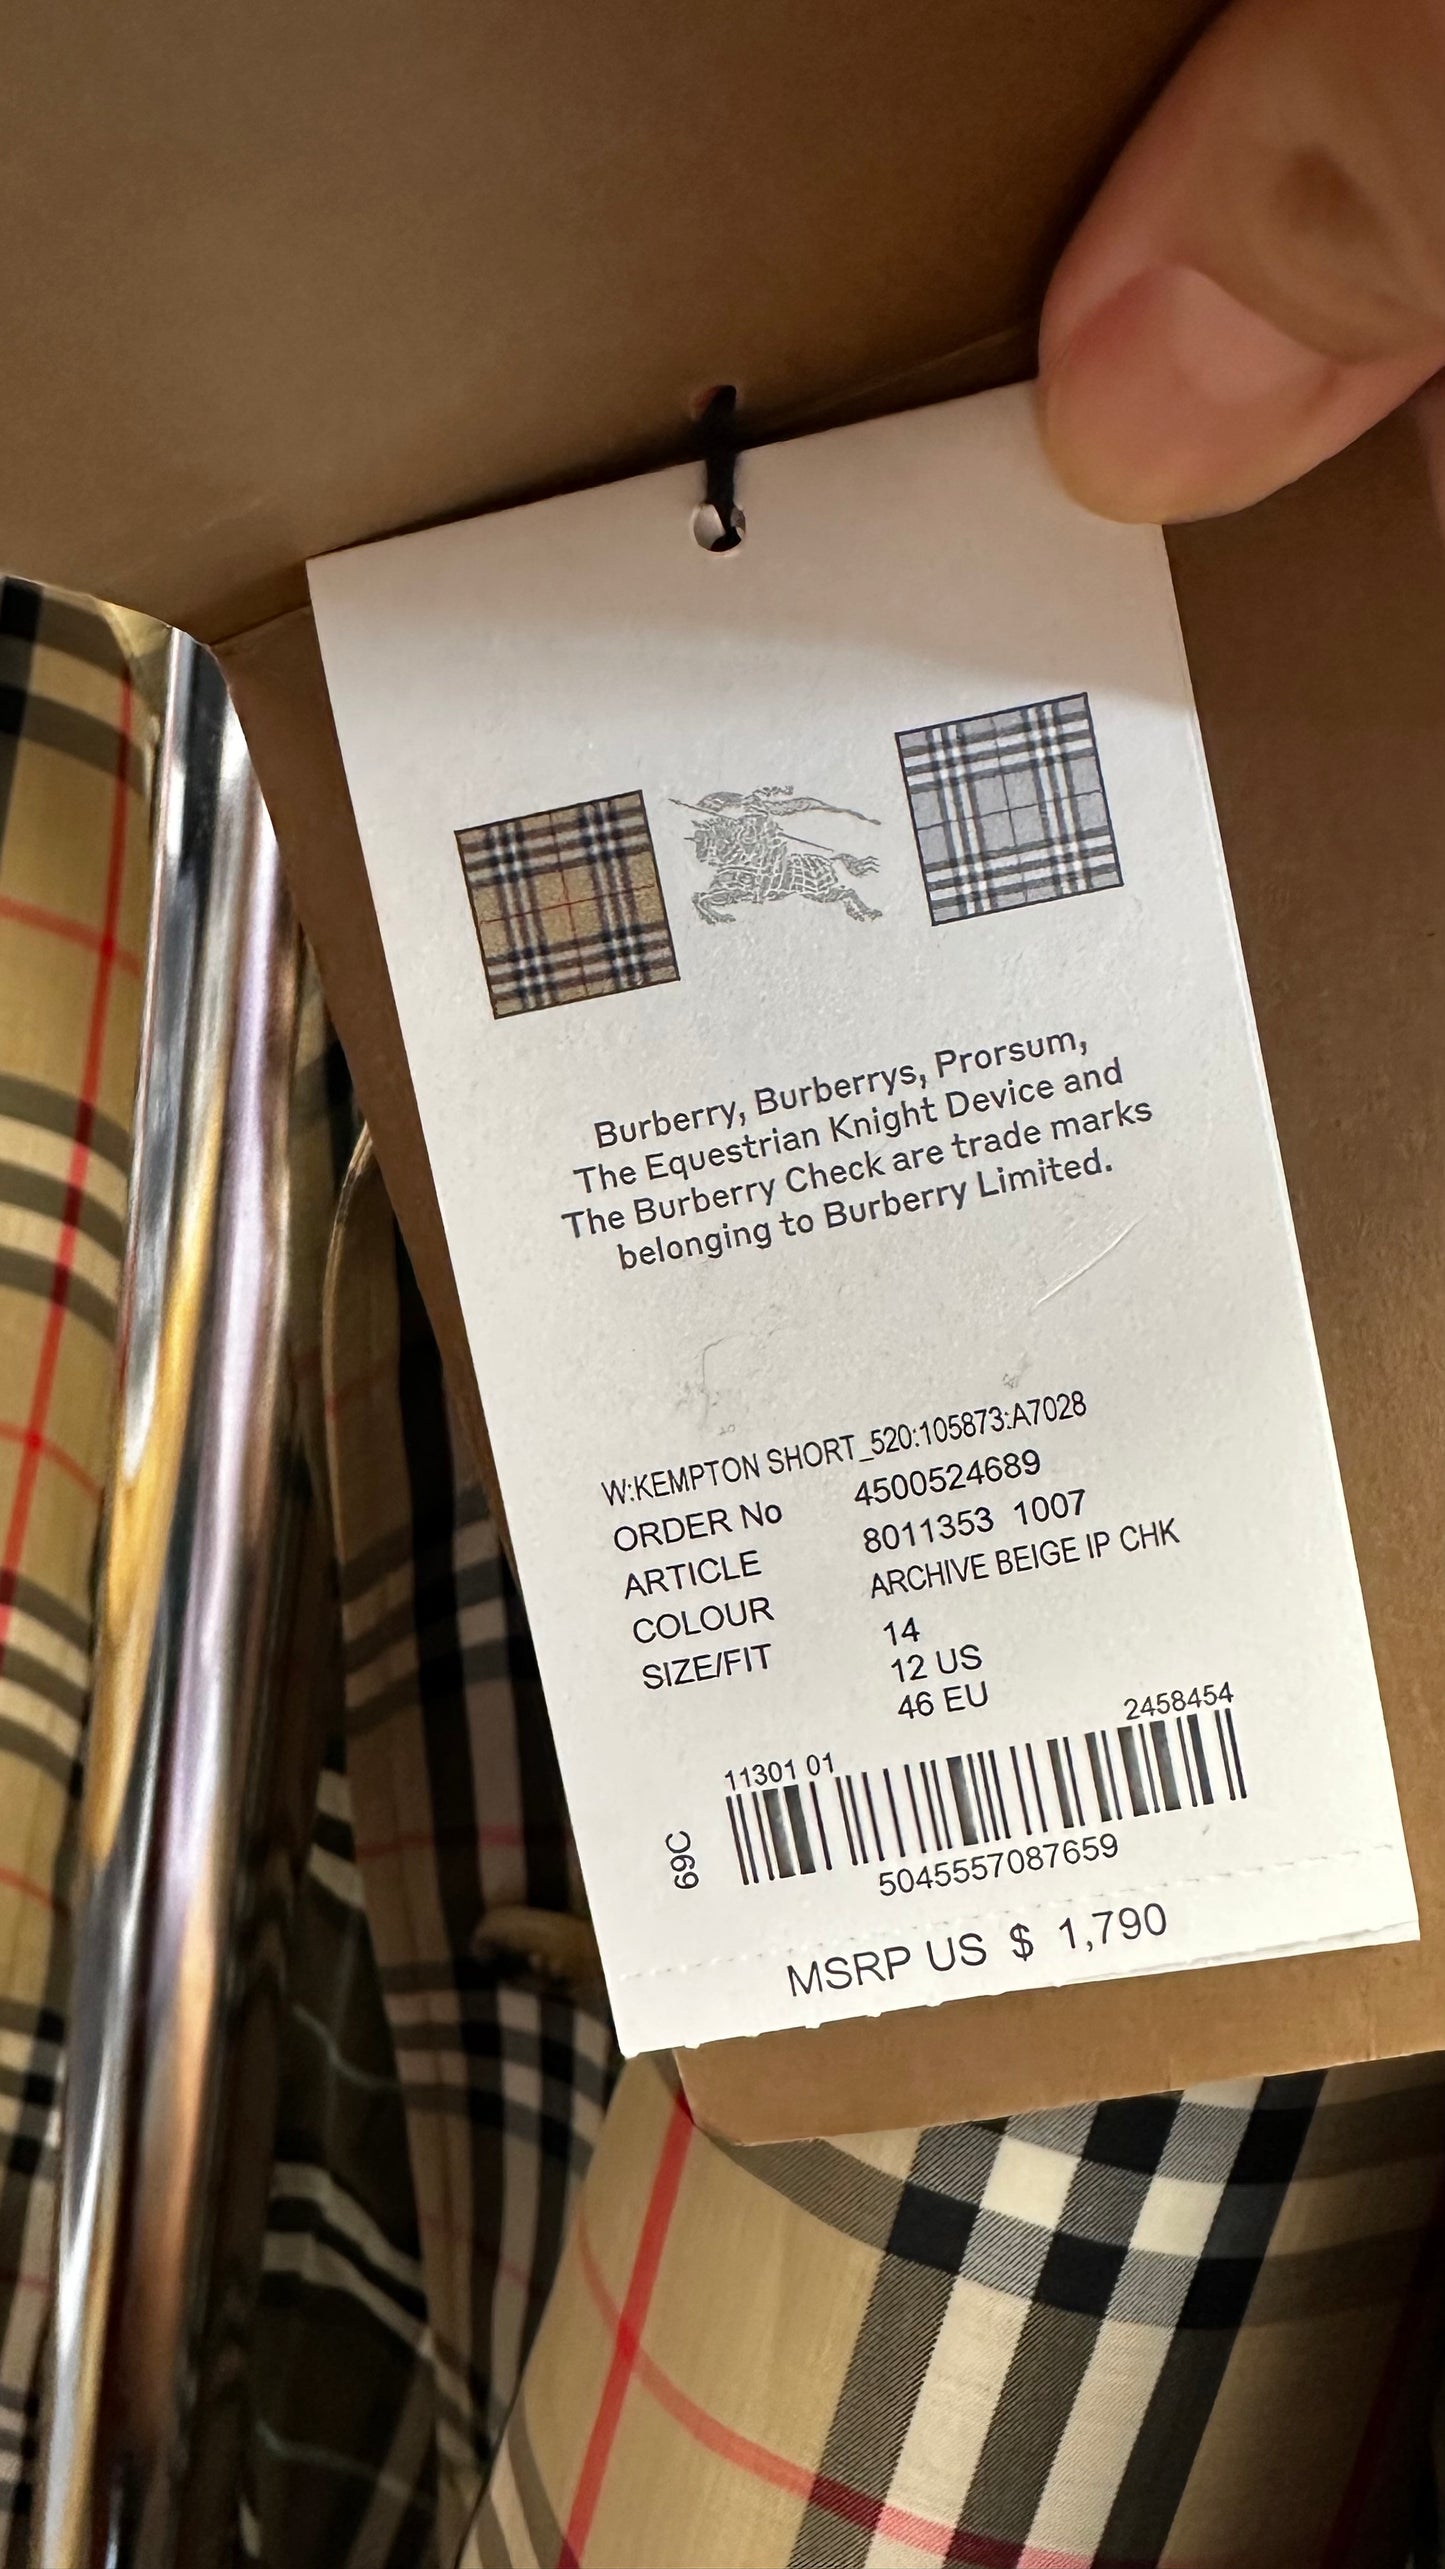 Burberry, Burberrys, Prorsum,
The Equestrian Knight Device and
The Burberry Check are trade marks
belonging to Burberry Limited.
W:KEMPTON SHORT_520:105873:A7028
ORDER No 4500524689
ARTICLE 8011353 1007
COLOUR ARCHIVE BEIGE IP CHK
SIZE/FIT 14
12 US
46 EU
11301 01 2458454
69C
5045557087659
MSRP US $ 1,790